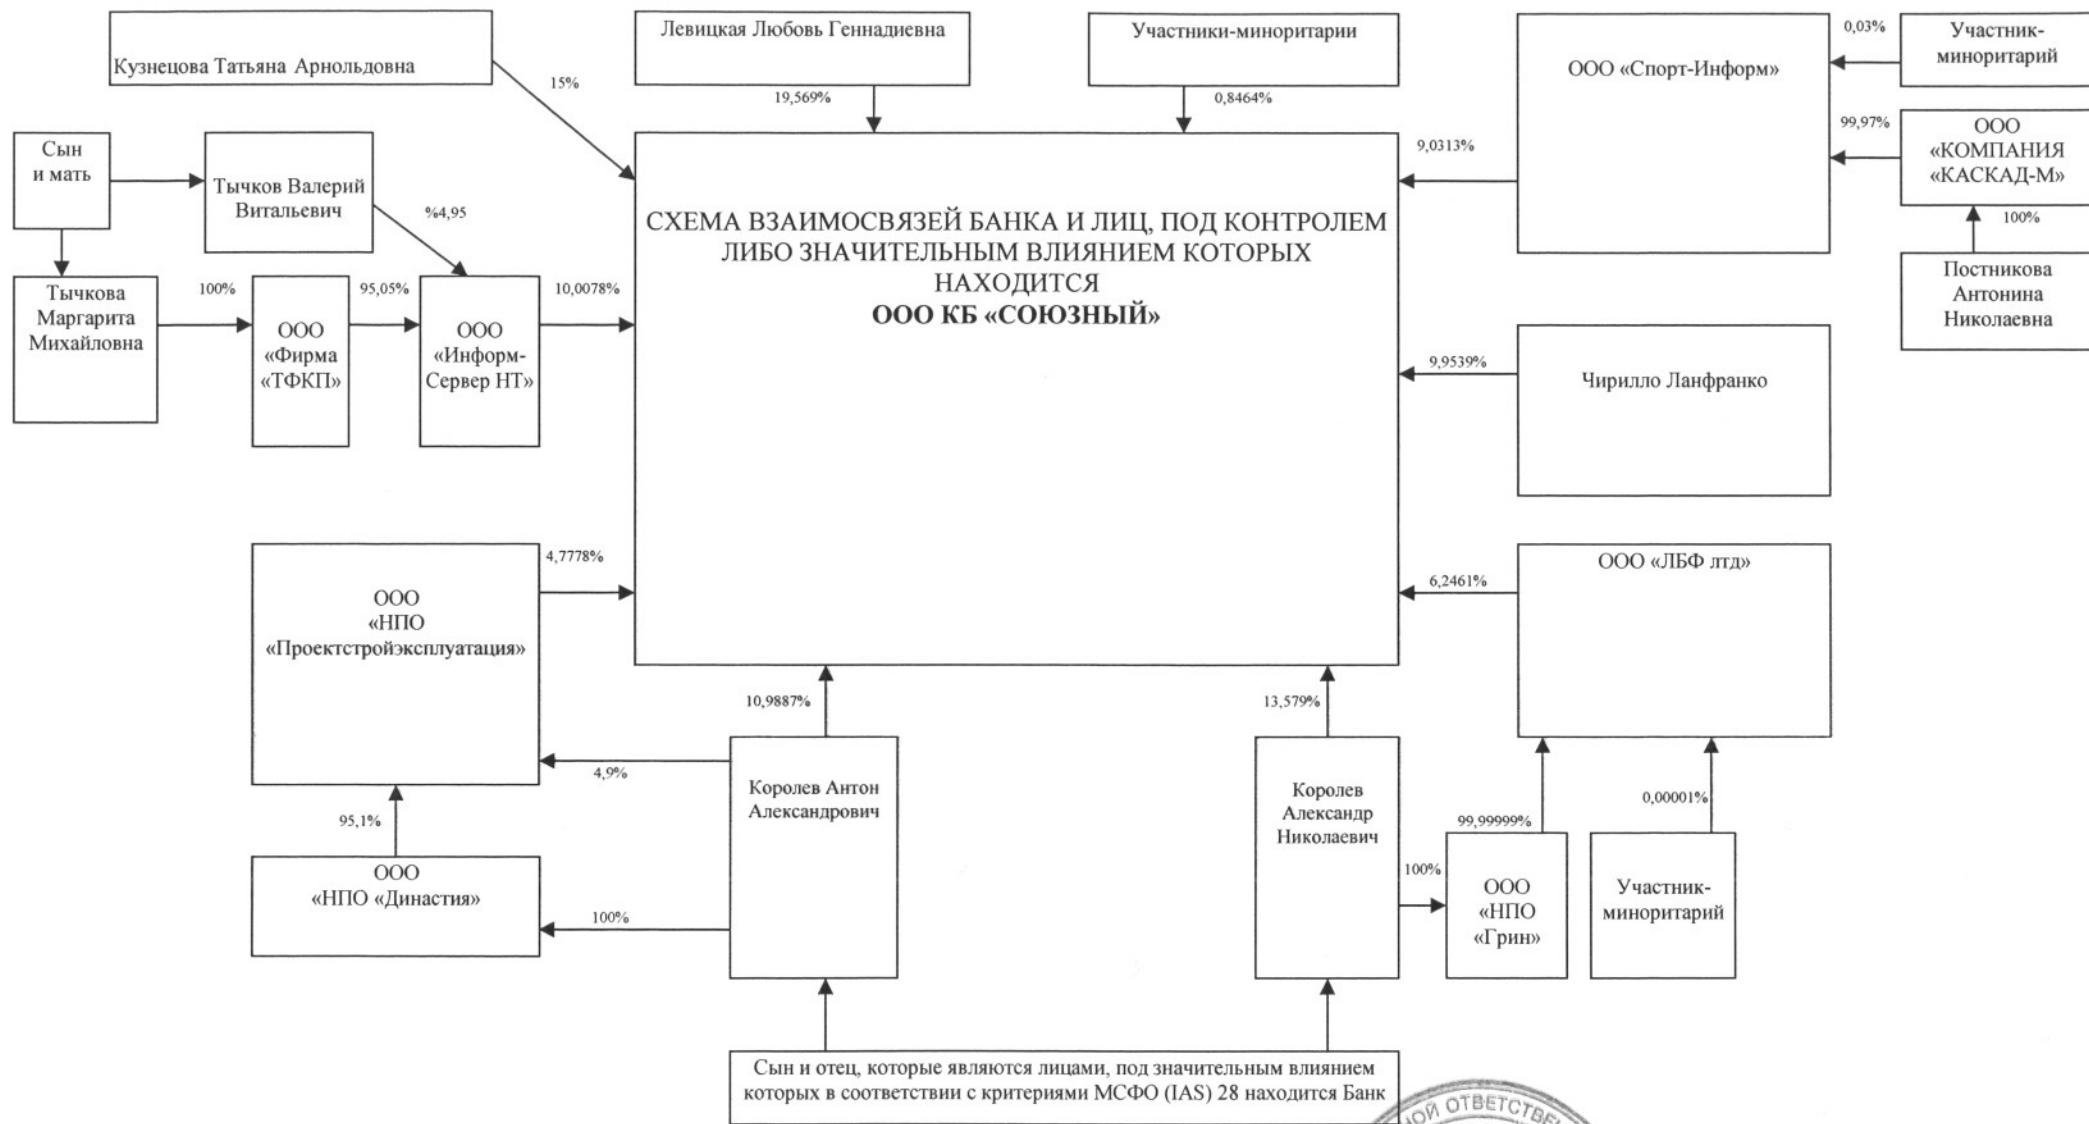 Кузнецова Татьяна Арнольдовна
15%
Левицкая Любовь Геннадиевна
19,569%
Участники-миноритарии
0,8464%
ООО «Спорт-Информ»
9,0313%
0,03%
Участник-
миноритарий
99,97%
ООО
«КОМПАНИЯ
«КАСКАД-М»
100%
Постникова
Антонина
Николаевна
Сын
и мать
Тычков Валерий
Витальевич
%4,95
Тычкова
Маргарита
Михайловна
100%
ООО
«Фирма
«ТФКП»
95,05%
ООО
«Информ-
Сервер НТ»
10,0078%
СХЕМА ВЗАИМОСВЯЗЕЙ БАНКА И ЛИЦ, ПОД КОНТРОЛЕМ
ЛИБО ЗНАЧИТЕЛЬНЫМ ВЛИЯНИЕМ КОТОРЫХ
НАХОДИТСЯ
ООО КБ «СОЮЗНЫЙ»
9,9539%
Чирилло Ланфранко
ООО
«НПО
«Проектстройэксплуатация»
4,7778%
6,2461%
ООО «ЛБФ лтд»
10,9887%
13,579%
4,9%
95,1%
ООО
«НПО «Династия»
100%
Королев Антон
Александрович
Королев
Александр
Николаевич
100%
99,99999%
ООО
«НПО
«Грин»
0,00001%
Участник-
миноритарий
Сын и отец, которые являются лицами, под значительным влиянием
которых в соответствии с критериями МСФО (IAS) 28 находится Банк
НОЙ ОТВЕТСТВЕН